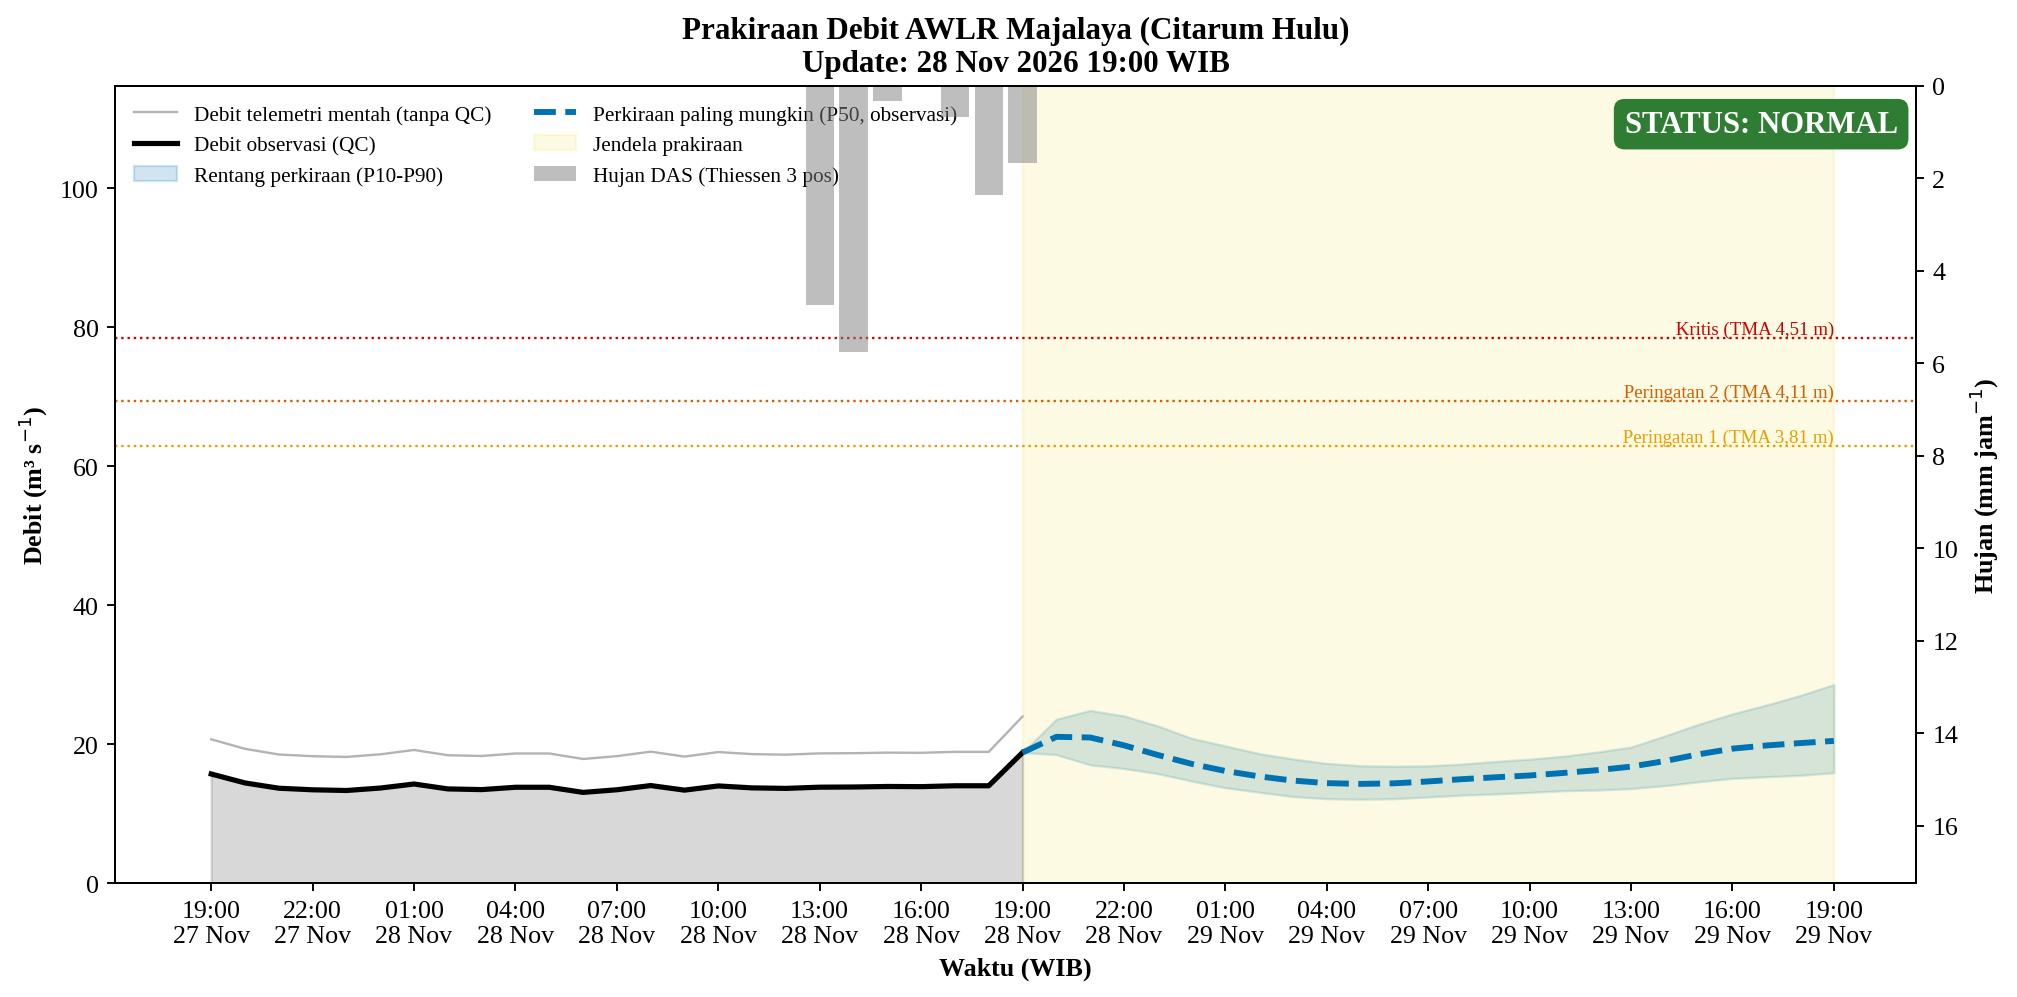 Prakiraan Debit AWLR Majalaya (Citarum Hulu)
Update: 28 Nov 2026 19:00 WIB
Debit telemetri mentah (tanpa QC)
Debit observasi (QC)
Rentang perkiraan (P10-P90)
Perkiraan paling mungkin (P50, observasi)
Jendela prakiraan
Hujan DAS (Thiessen 3 pos)
STATUS: NORMAL
Kritis (TMA 4,51 m)
Peringatan 2 (TMA 4,11 m)
Peringatan 1 (TMA 3,81 m)
Debit (m³ s⁻¹)
100
80
60
40
20
0
Hujan (mm jam⁻¹)
0
2
4
6
8
10
12
14
16
19:00 22:00 01:00 04:00 07:00 10:00 13:00 16:00 19:00 22:00 01:00 04:00 07:00 10:00 13:00 16:00 19:00
27 Nov 27 Nov 28 Nov 28 Nov 28 Nov 28 Nov 28 Nov 28 Nov 28 Nov 28 Nov 29 Nov 29 Nov 29 Nov 29 Nov 29 Nov 29 Nov 29 Nov
Waktu (WIB)